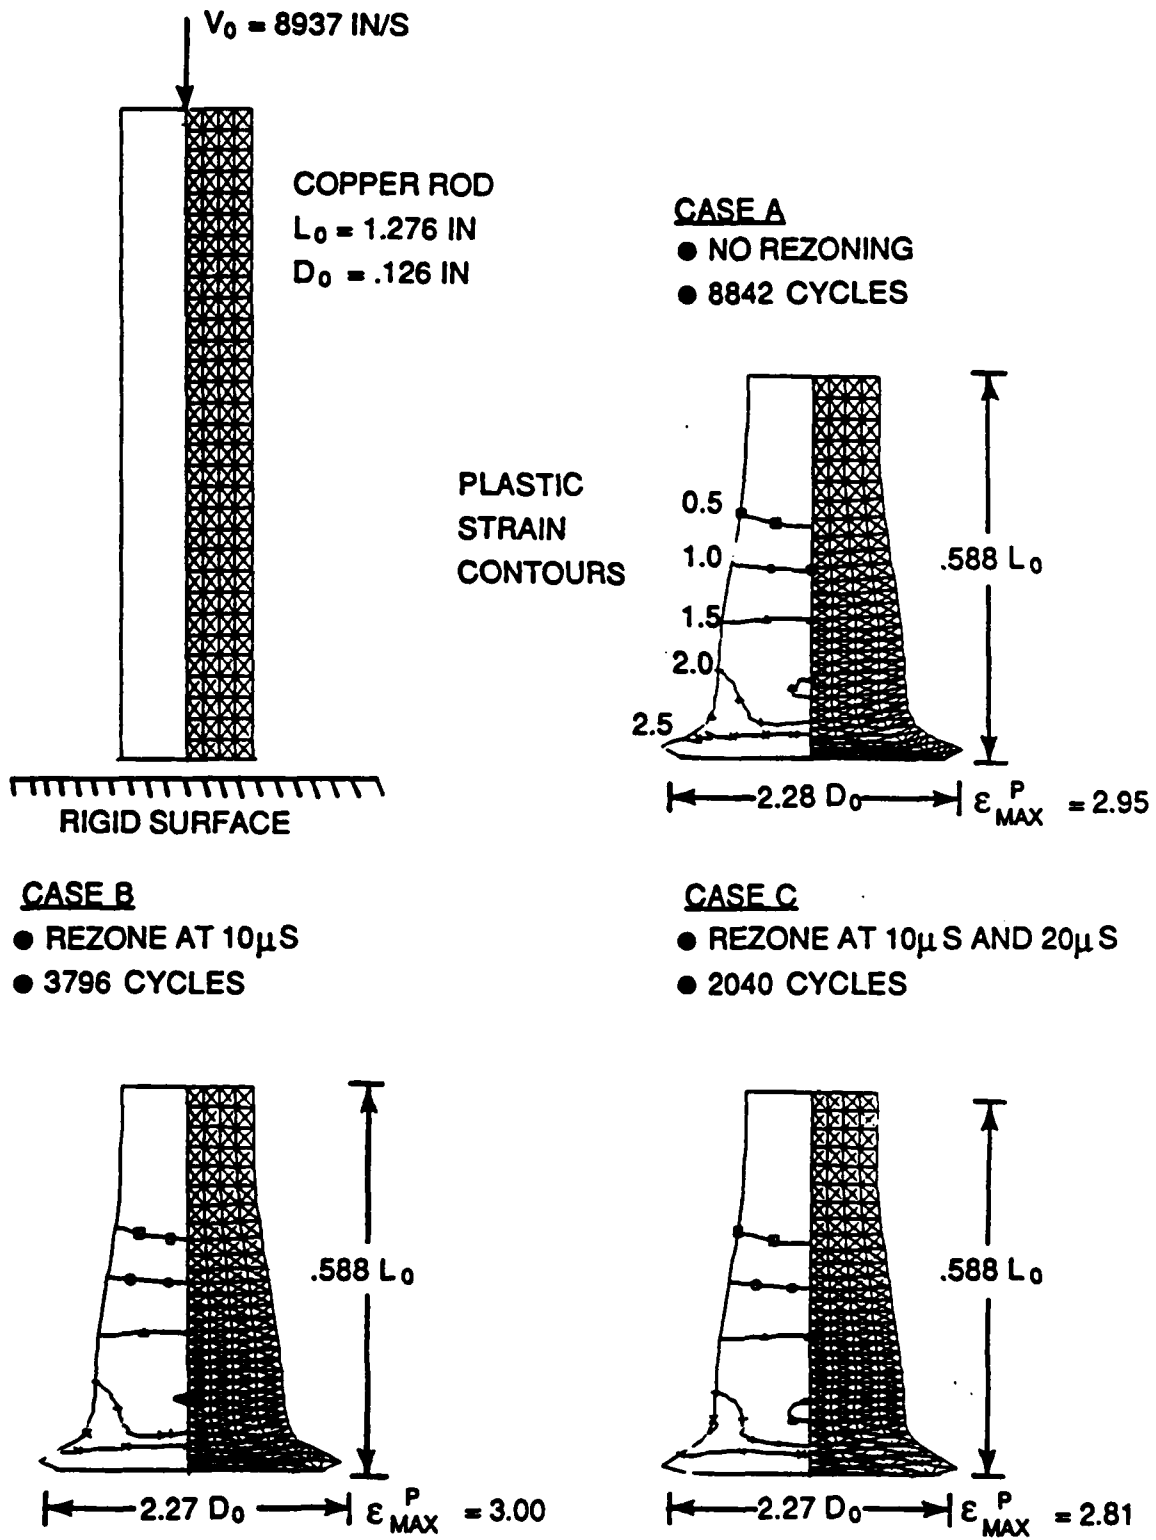 V₀ = 8937 IN/S
COPPER ROD
L₀ = 1.276 IN
D₀ = .126 IN
RIGID SURFACE
PLASTIC
STRAIN
CONTOURS
CASE A
● NO REZONING
● 8842 CYCLES
0.5
1.0
1.5
2.0
2.5
.588 L₀
2.28 D₀
ε^P_MAX = 2.95
CASE B
● REZONE AT 10μS
● 3796 CYCLES
.588 L₀
2.27 D₀
ε^P_MAX = 3.00
CASE C
● REZONE AT 10μS AND 20μS
● 2040 CYCLES
.588 L₀
2.27 D₀
ε^P_MAX = 2.81